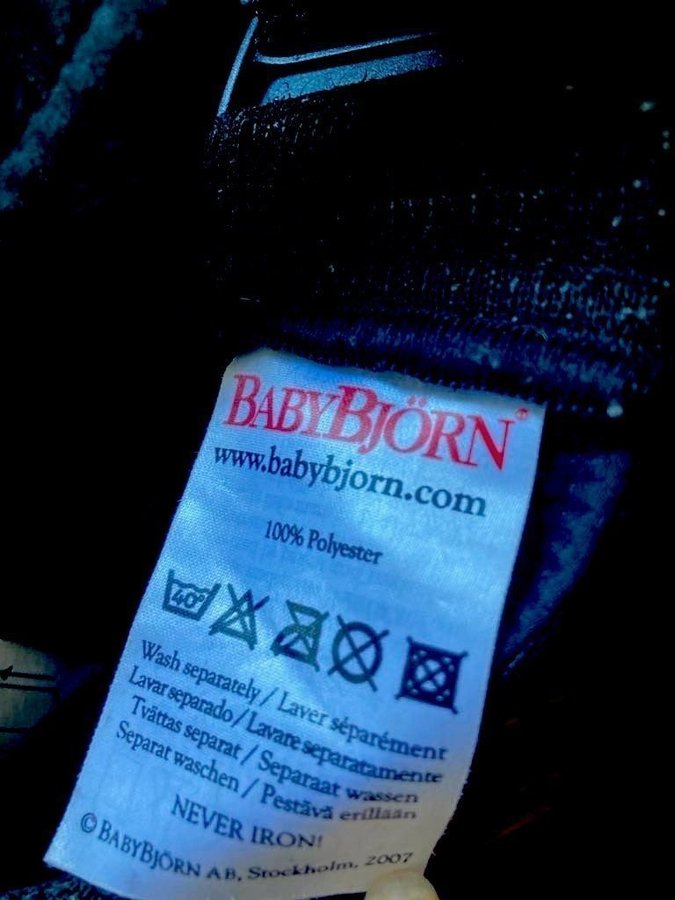 BABYBJÖRN®
www.babybjorn.com
100% Polyester
40°
Wash separately / Laver séparément
Lavar separado / Lavare separatamente
Tvättas separat / Separaat wassen
Separat waschen / Pestävä erillään
NEVER IRON!
© BABYBJÖRN AB, Stockholm, 2007